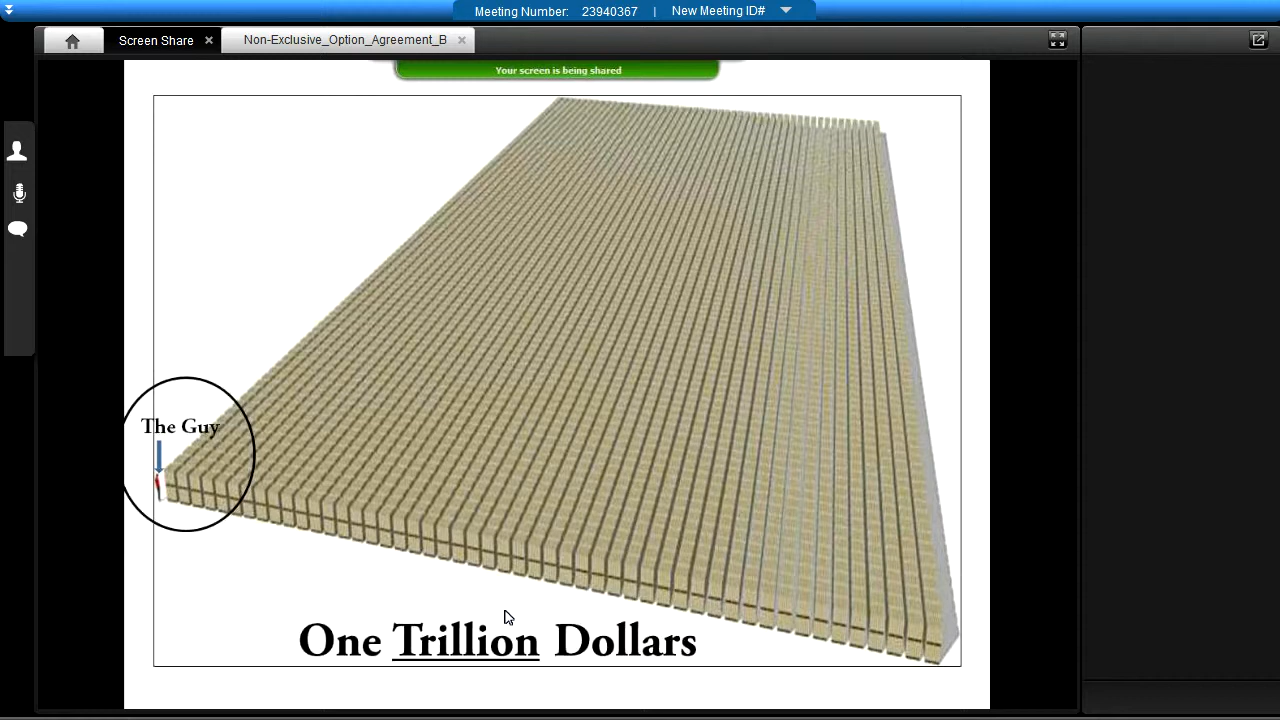 Meeting Number: 23940367 | New Meeting ID#
Screen Share
Non-Exclusive_Option_Agreement_B
Your screen is being shared
The Guy
One Trillion Dollars